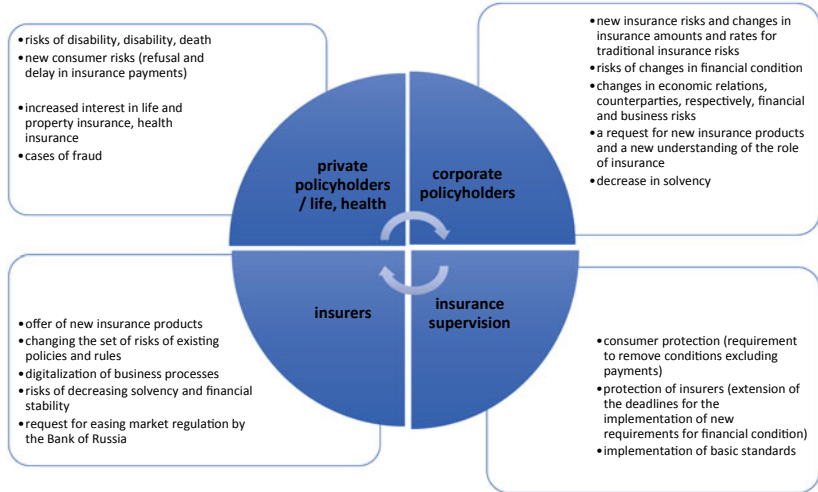 • risks of disability, disability, death
• new consumer risks (refusal and
delay in insurance payments)
• increased interest in life and
property insurance, health
insurance
• cases of fraud
• new insurance risks and changes in
insurance amounts and rates for
traditional insurance risks
• risks of changes in financial condition
• changes in economic relations,
counterparties, respectively, financial
and business risks
• a request for new insurance products
and a new understanding of the role
of insurance
• decrease in solvency
private
policyholders
/ life, health
corporate
policyholders
insurers
insurance
supervision
• offer of new insurance products
• changing the set of risks of existing
policies and rules
• digitalization of business processes
• risks of decreasing solvency and financial
stability
• request for easing market regulation by
the Bank of Russia
• consumer protection (requirement
to remove conditions excluding
payments)
• protection of insurers (extension of
the deadlines for the
implementation of new
requirements for financial condition)
• implementation of basic standards